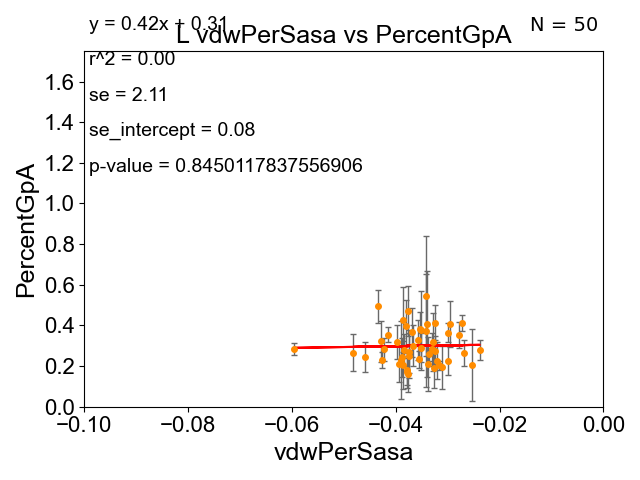 y = 0.42x + 0.31
N = 50
L vdwPerSasa vs PercentGpA
r^2 = 0.00
se = 2.11
se_intercept = 0.08
p-value = 0.8450117837556906
PercentGpA
1.6
1.4
1.2
1.0
0.8
0.6
0.4
0.2
0.0
−0.10 −0.08 −0.06 −0.04 −0.02 0.00
vdwPerSasa